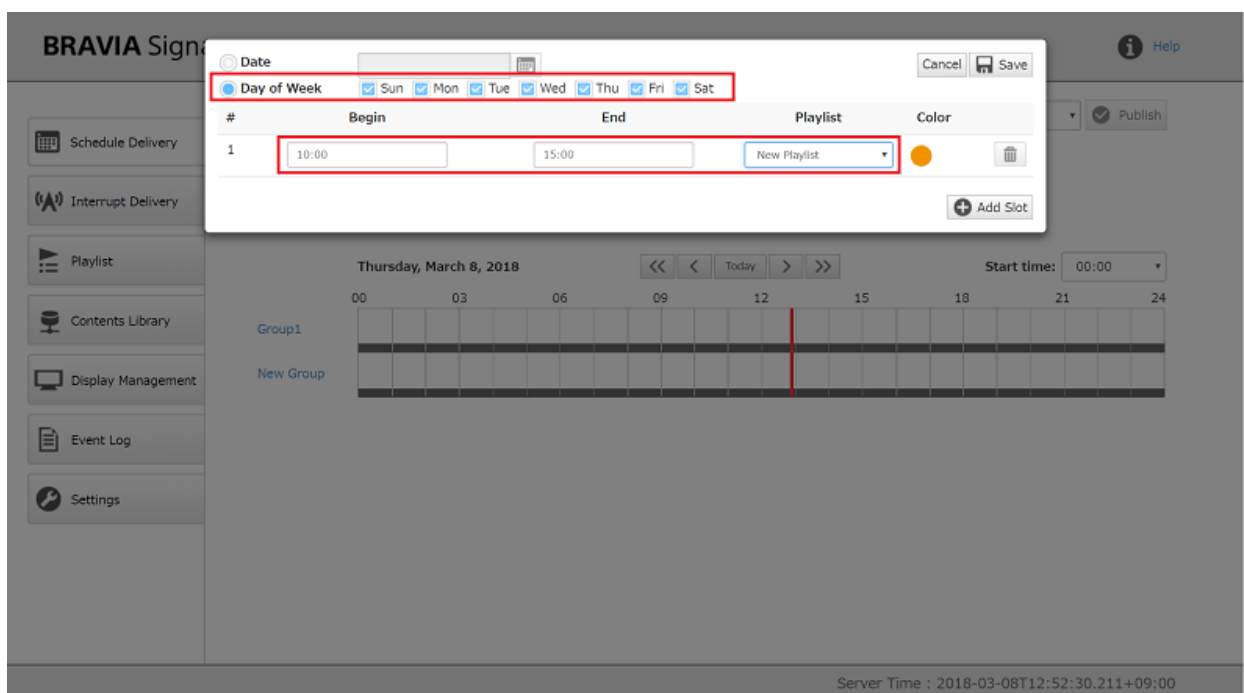 BRAVIA Signa
Help
Date
Cancel
Save
Day of Week Sun Mon Tue Wed Thu Fri Sat
# Begin End Playlist Color
1 10:00 15:00 New Playlist
Add Slot
Publish
Schedule Delivery
Interrupt Delivery
Playlist
Contents Library
Display Management
Event Log
Settings
Thursday, March 8, 2018 << < Today > >> Start time: 00:00
00 03 06 09 12 15 18 21 24
Group1
New Group
Server Time : 2018-03-08T12:52:30.211+09:00